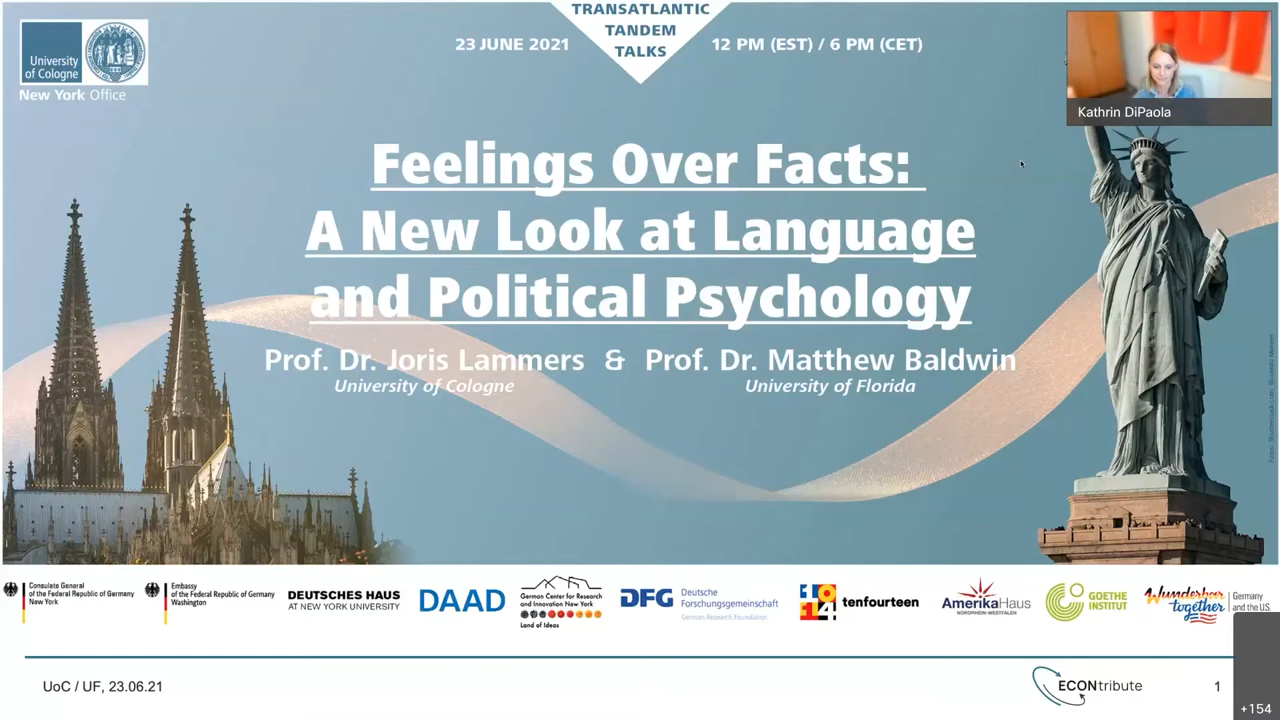 TRANSATLANTIC
TANDEM
TALKS
23 JUNE 2021
12 PM (EST) / 6 PM (CET)
University
of Cologne
New York Office
Kathrin DiPaola
Feelings Over Facts:
A New Look at Language
and Political Psychology
Prof. Dr. Joris Lammers & Prof. Dr. Matthew Baldwin
University of Cologne
University of Florida
Consulate General
of the Federal Republic of Germany
New York
Embassy
of the Federal Republic of Germany
Washington
DEUTSCHES HAUS
AT NEW YORK UNIVERSITY
DAAD
German Center for Research
and Innovation New York
Land of Ideas
DFG
Deutsche
Forschungsgemeinschaft
German Research Foundation
1014
tenfourteen
AmerikaHaus
NORDRHEIN-WESTFALEN
GOETHE
INSTITUT
Wunderbar
together
Germany
and the U.S.
UoC / UF, 23.06.21
ECONtribute
1
+154